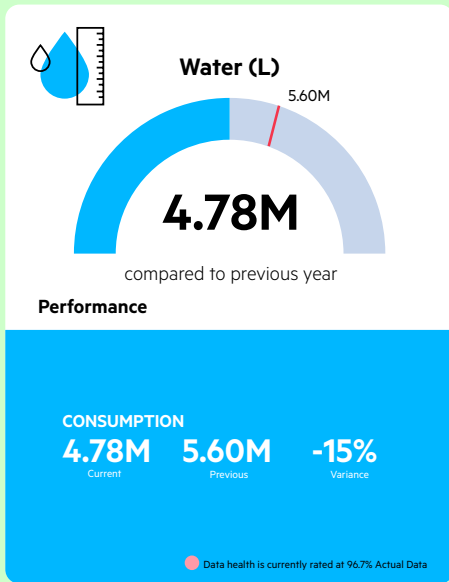 Water (L)
5.60M
4.78M
compared to previous year
Performance
CONSUMPTION
4.78M 5.60M -15%
Current Previous Variance
Data health is currently rated at 96.7% Actual Data